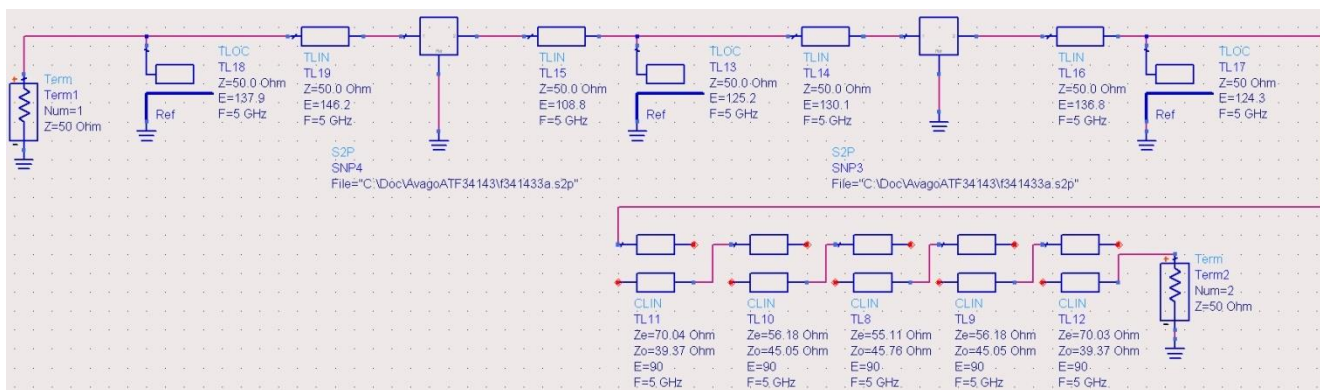 Term
Term1
Num=1
Z=50 Ohm
Ref
TLOC
TL18
Z=50.0 Ohm
E=137.9
F=5 GHz
TLIN
TL19
Z=50.0 Ohm
E=146.2
F=5 GHz
S2P
SNP4
File="C:\Doc\AvagoATF34143\f341433a.s2p"
TLIN
TL15
Z=50.0 Ohm
E=108.8
F=5 GHz
Ref
TLOC
TL13
Z=50.0 Ohm
E=125.2
F=5 GHz
TLIN
TL14
Z=50.0 Ohm
E=130.1
F=5 GHz
S2P
SNP3
File="C:\Doc\AvagoATF34143\f341433a.s2p"
TLIN
TL16
Z=50.0 Ohm
E=136.8
F=5 GHz
Ref
TLOC
TL17
Z=50 Ohm
E=124.3
F=5 GHz
CLIN
TL11
Ze=70.04 Ohm
Zo=39.37 Ohm
E=90
F=5 GHz
CLIN
TL10
Ze=56.18 Ohm
Zo=45.05 Ohm
E=90
F=5 GHz
CLIN
TL8
Ze=55.11 Ohm
Zo=45.76 Ohm
E=90
F=5 GHz
CLIN
TL9
Ze=56.18 Ohm
Zo=45.05 Ohm
E=90
F=5 GHz
CLIN
TL12
Ze=70.03 Ohm
Zo=39.37 Ohm
E=90
F=5 GHz
Term
Term2
Num=2
Z=50 Ohm